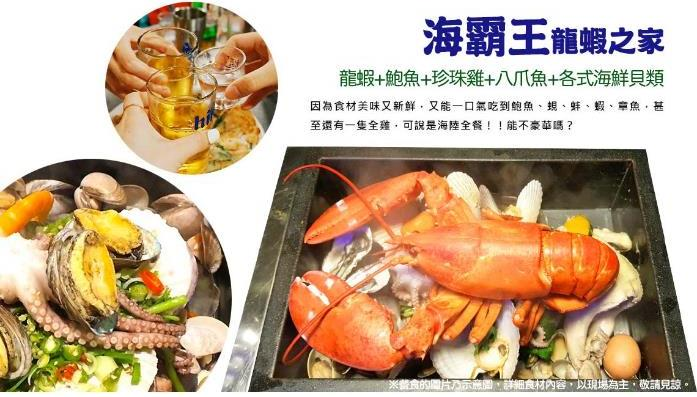 海霸王龍蝦之家
龍蝦+鮑魚+珍珠雞+八爪魚+各式海鮮貝類
因為食材美味又新鮮，又能一口氣吃到鮑魚、蜆、蚌、蝦、章魚，甚
至還有一隻全雞，可說是海陸全餐！！能不豪華嗎？
※餐食的圖片乃示意圖，詳細食材內容，以現場為主，敬請見諒。